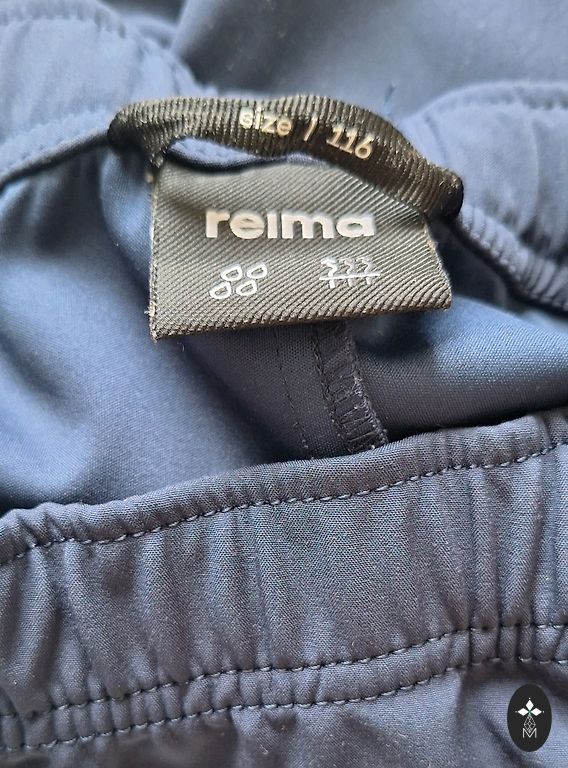 size / 116
reima
M